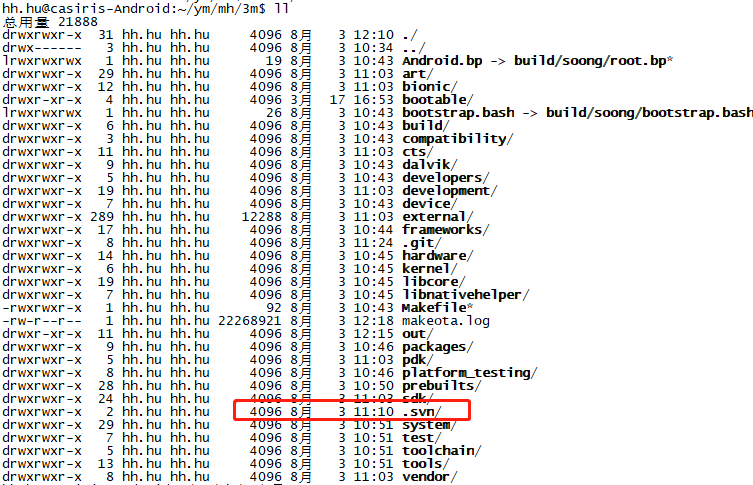 hh.hu@casiris-Android:~/ym/mh/3m$ ll
总用量 21888
drwxrwxr-x 31 hh.hu hh.hu 4096 8月 3 12:10 ./
drwx------ 3 hh.hu hh.hu 4096 8月 3 10:34 ../
lrwxrwxrwx 1 hh.hu hh.hu 19 8月 3 10:43 Android.bp -> build/soong/root.bp*
drwxrwxr-x 29 hh.hu hh.hu 4096 8月 3 11:03 art/
drwxrwxr-x 12 hh.hu hh.hu 4096 8月 3 11:03 bionic/
drwxr-xr-x 4 hh.hu hh.hu 4096 3月 17 16:53 bootable/
lrwxrwxrwx 1 hh.hu hh.hu 26 8月 3 10:43 bootstrap.bash -> build/soong/bootstrap.bash
drwxrwxr-x 6 hh.hu hh.hu 4096 8月 3 10:43 build/
drwxrwxr-x 3 hh.hu hh.hu 4096 8月 3 10:43 compatibility/
drwxrwxr-x 11 hh.hu hh.hu 4096 8月 3 11:03 cts/
drwxrwxr-x 9 hh.hu hh.hu 4096 8月 3 10:43 dalvik/
drwxrwxr-x 5 hh.hu hh.hu 4096 8月 3 10:43 developers/
drwxrwxr-x 19 hh.hu hh.hu 4096 8月 3 11:03 development/
drwxrwxr-x 7 hh.hu hh.hu 4096 8月 3 10:43 device/
drwxrwxr-x 289 hh.hu hh.hu 12288 8月 3 11:03 external/
drwxrwxr-x 17 hh.hu hh.hu 4096 8月 3 10:44 frameworks/
drwxrwxr-x 8 hh.hu hh.hu 4096 8月 3 11:24 .git/
drwxrwxr-x 14 hh.hu hh.hu 4096 8月 3 10:45 hardware/
drwxrwxr-x 6 hh.hu hh.hu 4096 8月 3 10:45 kernel/
drwxrwxr-x 19 hh.hu hh.hu 4096 8月 3 10:45 libcore/
drwxrwxr-x 7 hh.hu hh.hu 4096 8月 3 10:45 libnativehelper/
-rwxrwxr-x 1 hh.hu hh.hu 92 8月 3 10:43 Makefile*
-rw-r--r-- 1 hh.hu hh.hu 22268921 8月 3 12:18 makeota.log
drwxr-xr-x 11 hh.hu hh.hu 4096 8月 3 12:15 out/
drwxrwxr-x 9 hh.hu hh.hu 4096 8月 3 10:46 packages/
drwxrwxr-x 5 hh.hu hh.hu 4096 8月 3 11:03 pdk/
drwxrwxr-x 8 hh.hu hh.hu 4096 8月 3 10:46 platform_testing/
drwxrwxr-x 28 hh.hu hh.hu 4096 8月 3 10:50 prebuilts/
drwxrwxr-x 24 hh.hu hh.hu 4096 8月 3 11:03 sdk/
drwxrwxr-x 2 hh.hu hh.hu 4096 8月 3 11:10 .svn/
drwxrwxr-x 29 hh.hu hh.hu 4096 8月 3 10:51 system/
drwxrwxr-x 7 hh.hu hh.hu 4096 8月 3 10:51 test/
drwxrwxr-x 5 hh.hu hh.hu 4096 8月 3 10:51 toolchain/
drwxrwxr-x 13 hh.hu hh.hu 4096 8月 3 10:51 tools/
drwxrwxr-x 8 hh.hu hh.hu 4096 8月 3 11:03 vendor/